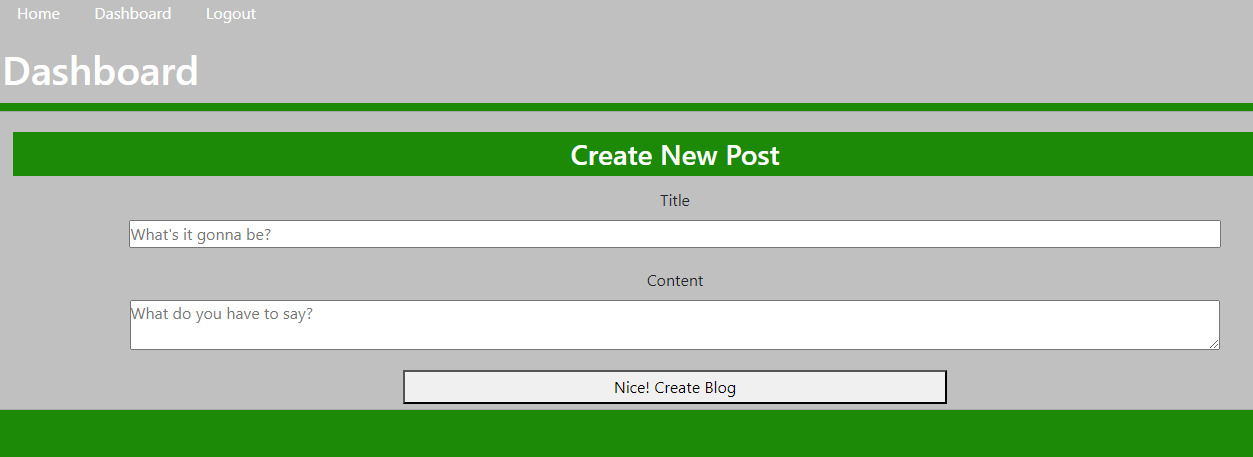 Home Dashboard Logout
Dashboard
Create New Post
Title
What's it gonna be?
Content
What do you have to say?
Nice! Create Blog